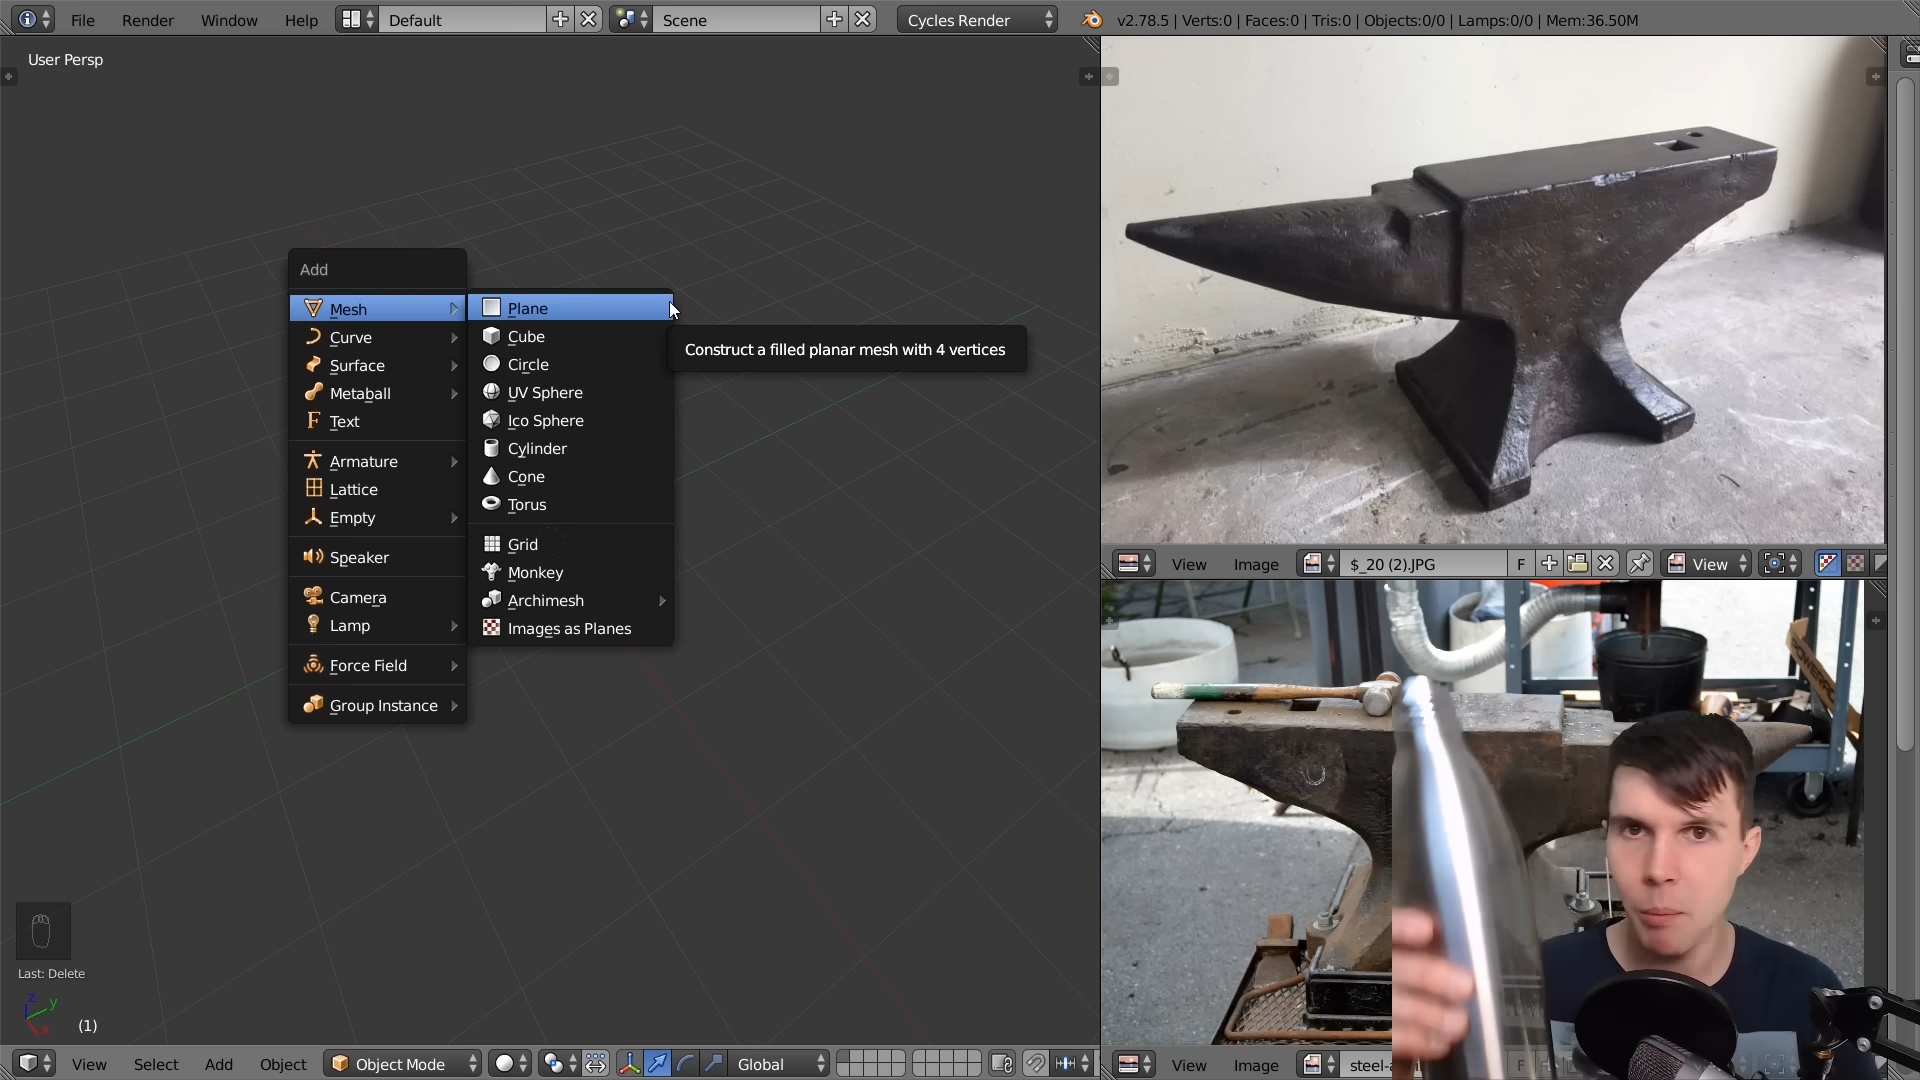 File Render Window Help Default Scene Cycles Render v2.78.5 | Verts:0 | Faces:0 | Tris:0 | Objects:0/0 | Lamps:0/0 | Mem:36.50M
User Persp
Add
Mesh
Curve
Surface
Metaball
Text
Armature
Lattice
Empty
Speaker
Camera
Lamp
Force Field
Group Instance
Plane
Cube
Circle
UV Sphere
Ico Sphere
Cylinder
Cone
Torus
Grid
Monkey
Archimesh
Images as Planes
Construct a filled planar mesh with 4 vertices
View Image $_20 (2).JPG F View
Last: Delete
z y x
(1)
View Select Add Object Object Mode Global
View Image F